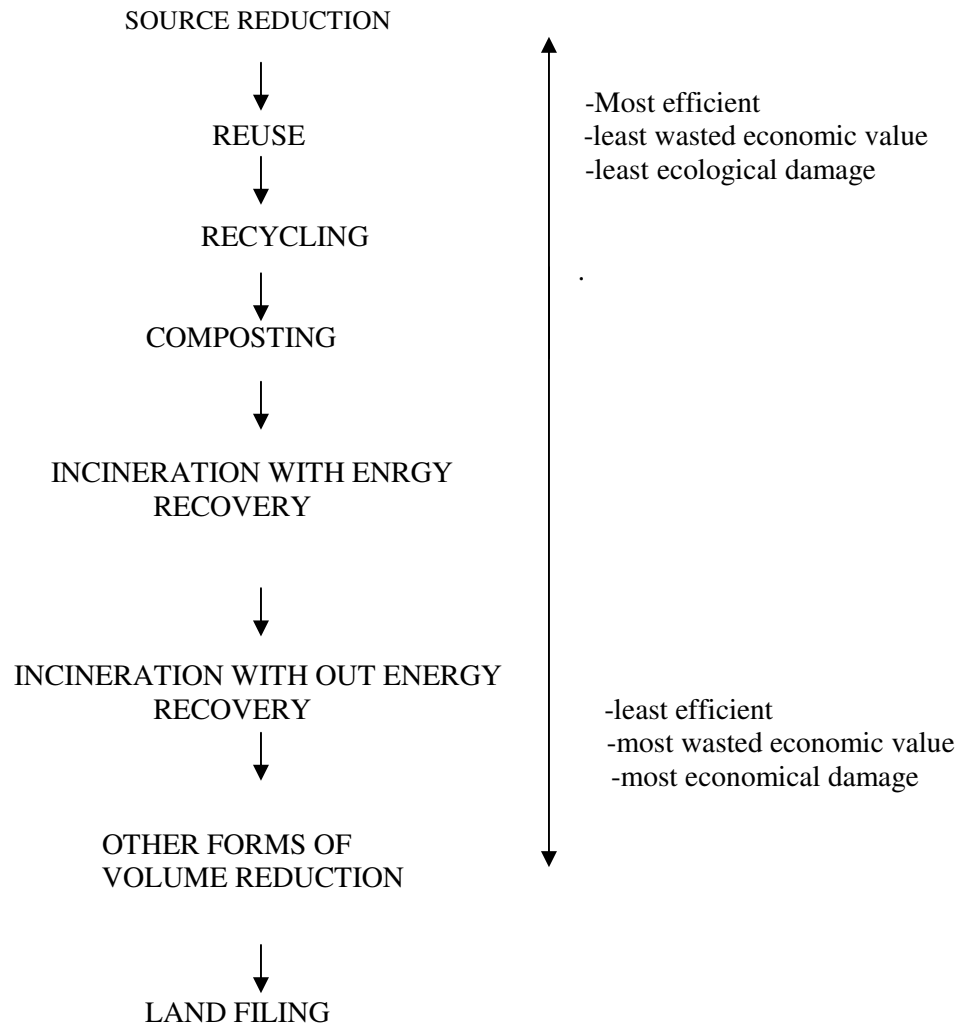 SOURCE REDUCTION
-Most efficient
REUSE
-least wasted economic value
-least ecological damage
RECYCLING
.
COMPOSTING
INCINERATION WITH ENRGY
RECOVERY
INCINERATION WITH OUT ENERGY
RECOVERY
-least efficient
-most wasted economic value
-most economical damage
OTHER FORMS OF
VOLUME REDUCTION
LAND FILING